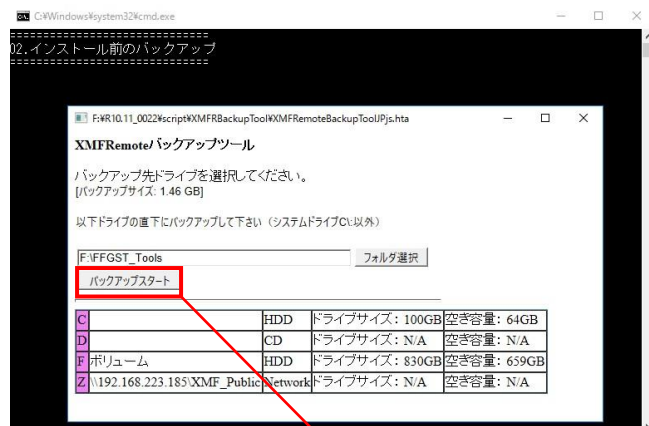 C:¥Windows¥system32¥cmd.exe
==============================
02.インストール前のバックアップ
==============================
F:¥R10.11_0022¥script¥XMFRBackupTool¥XMFRemoteBackupToolJPjs.hta
XMFRemoteバックアップツール
バックアップ先ドライブを選択してください。
[バックアップサイズ: 1.46 GB]
以下ドライブの直下にバックアップして下さい（システムドライブC\:以外）
F:\FFGST_Tools フォルダ選択
バックアップスタート
C HDD ドライブサイズ: 100GB 空き容量: 64GB
D CD ドライブサイズ: N/A 空き容量: N/A
F ボリューム HDD ドライブサイズ: 830GB 空き容量: 659GB
Z \\192.168.223.185\XMF_Public Network ドライブサイズ: N/A 空き容量: N/A